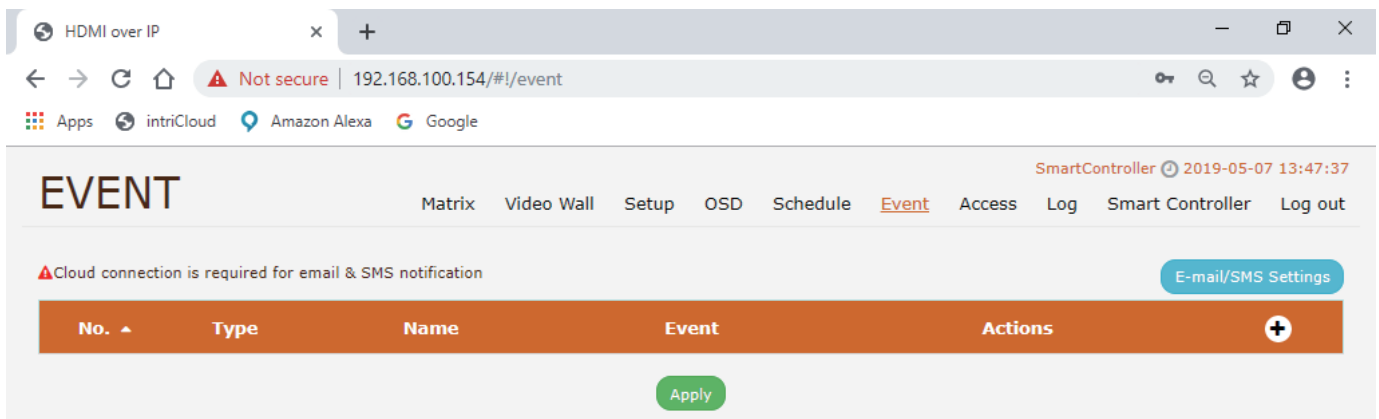 HDMI over IP
Not secure | 192.168.100.154/#!/event
Apps intriCloud Amazon Alexa Google
SmartController 2019-05-07 13:47:37
EVENT
Matrix Video Wall Setup OSD Schedule Event Access Log Smart Controller Log out
Cloud connection is required for email & SMS notification
E-mail/SMS Settings
No. Type Name Event Actions
Apply